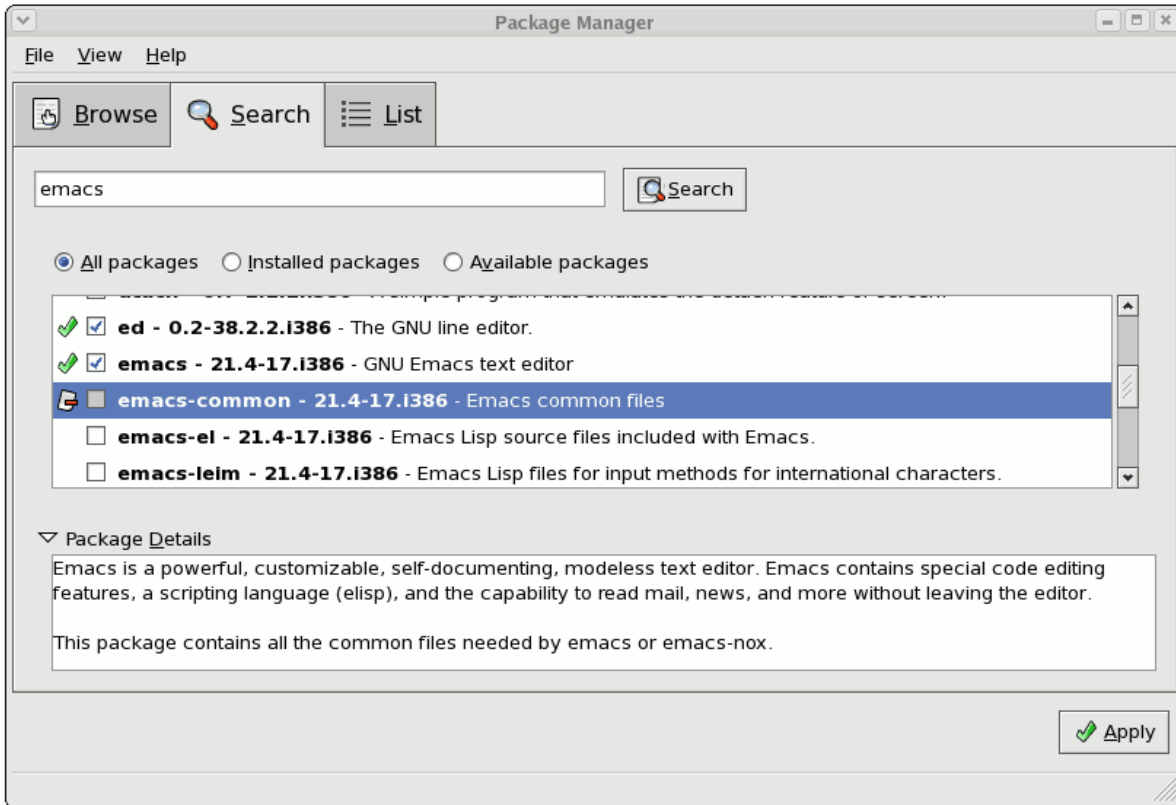 Package Manager
File View Help
Browse Search List
emacs Search
All packages Installed packages Available packages
ed - 0.2-38.2.2.i386 - The GNU line editor.
emacs - 21.4-17.i386 - GNU Emacs text editor
emacs-common - 21.4-17.i386 - Emacs common files
emacs-el - 21.4-17.i386 - Emacs Lisp source files included with Emacs.
emacs-leim - 21.4-17.i386 - Emacs Lisp files for input methods for international characters.
Package Details
Emacs is a powerful, customizable, self-documenting, modeless text editor. Emacs contains special code editing
features, a scripting language (elisp), and the capability to read mail, news, and more without leaving the editor.
This package contains all the common files needed by emacs or emacs-nox.
Apply